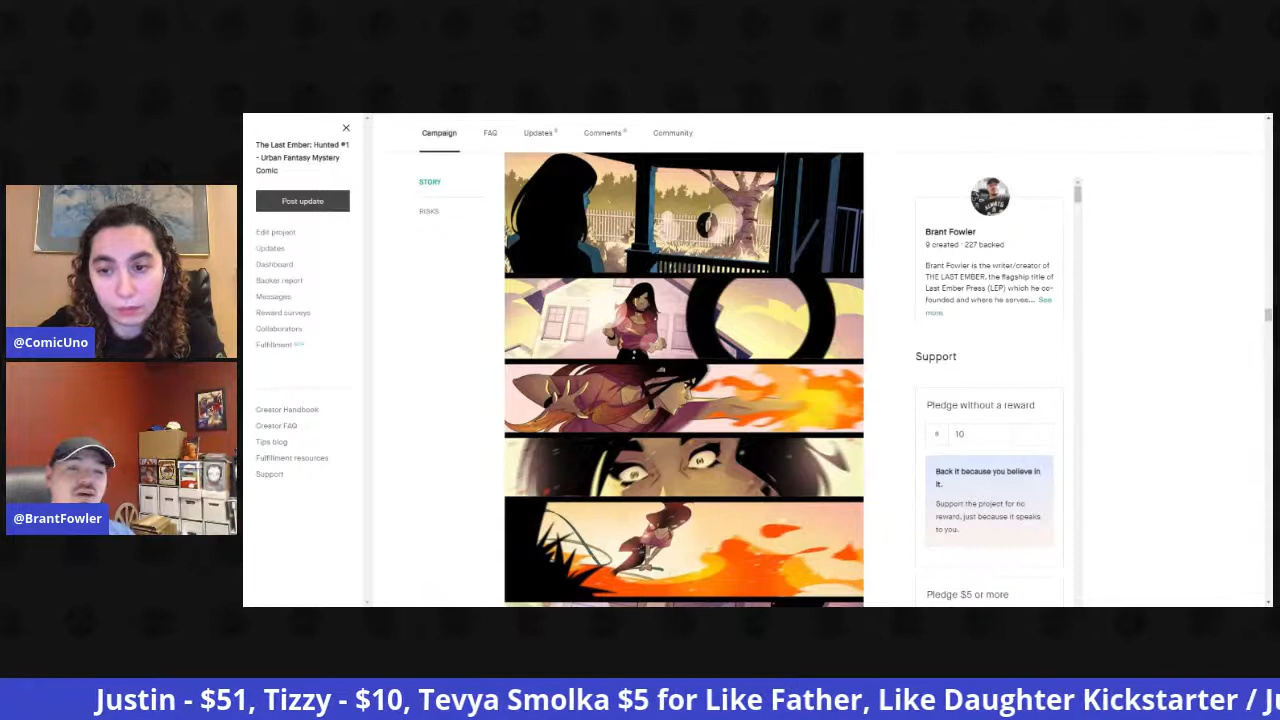 The Last Ember: Hunted #1
- Urban Fantasy Mystery
Comic
Post update
Edit project
Updates
Dashboard
Backer report
Messages
Reward surveys
Collaborators
Fulfillment
Creator Handbook
Creator FAQ
Tips blog
Fulfillment resources
Support
Campaign
FAQ
Updates
Comments
Community
STORY
RISKS
ALWAYS
Brant Fowler
9 created · 227 backed
Brant Fowler is the writer/creator of
THE LAST EMBER, the flagship title of
Last Ember Press (LEP) which he co-
founded and where he serves... See
more
Support
Pledge without a reward
10
Back it because you believe in
it.
Support the project for no
reward, just because it speaks
to you.
Pledge $5 or more
@ComicUno
@BrantFowler
Justin - $51, Tizzy - $10, Tevya Smolka $5 for Like Father, Like Daughter Kickstarter / Ju